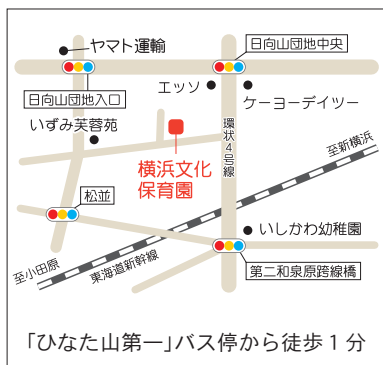 ヤマト運輸
日向山団地中央
エッソ
日向山団地入口
ケーヨーデイツー
いずみ芙蓉苑
環状4号線
横浜文化
保育園
至新横浜
松並
いしかわ幼稚園
至小田原
東海道新幹線
第二和泉原跨線橋
「ひなた山第一」バス停から徒歩1分